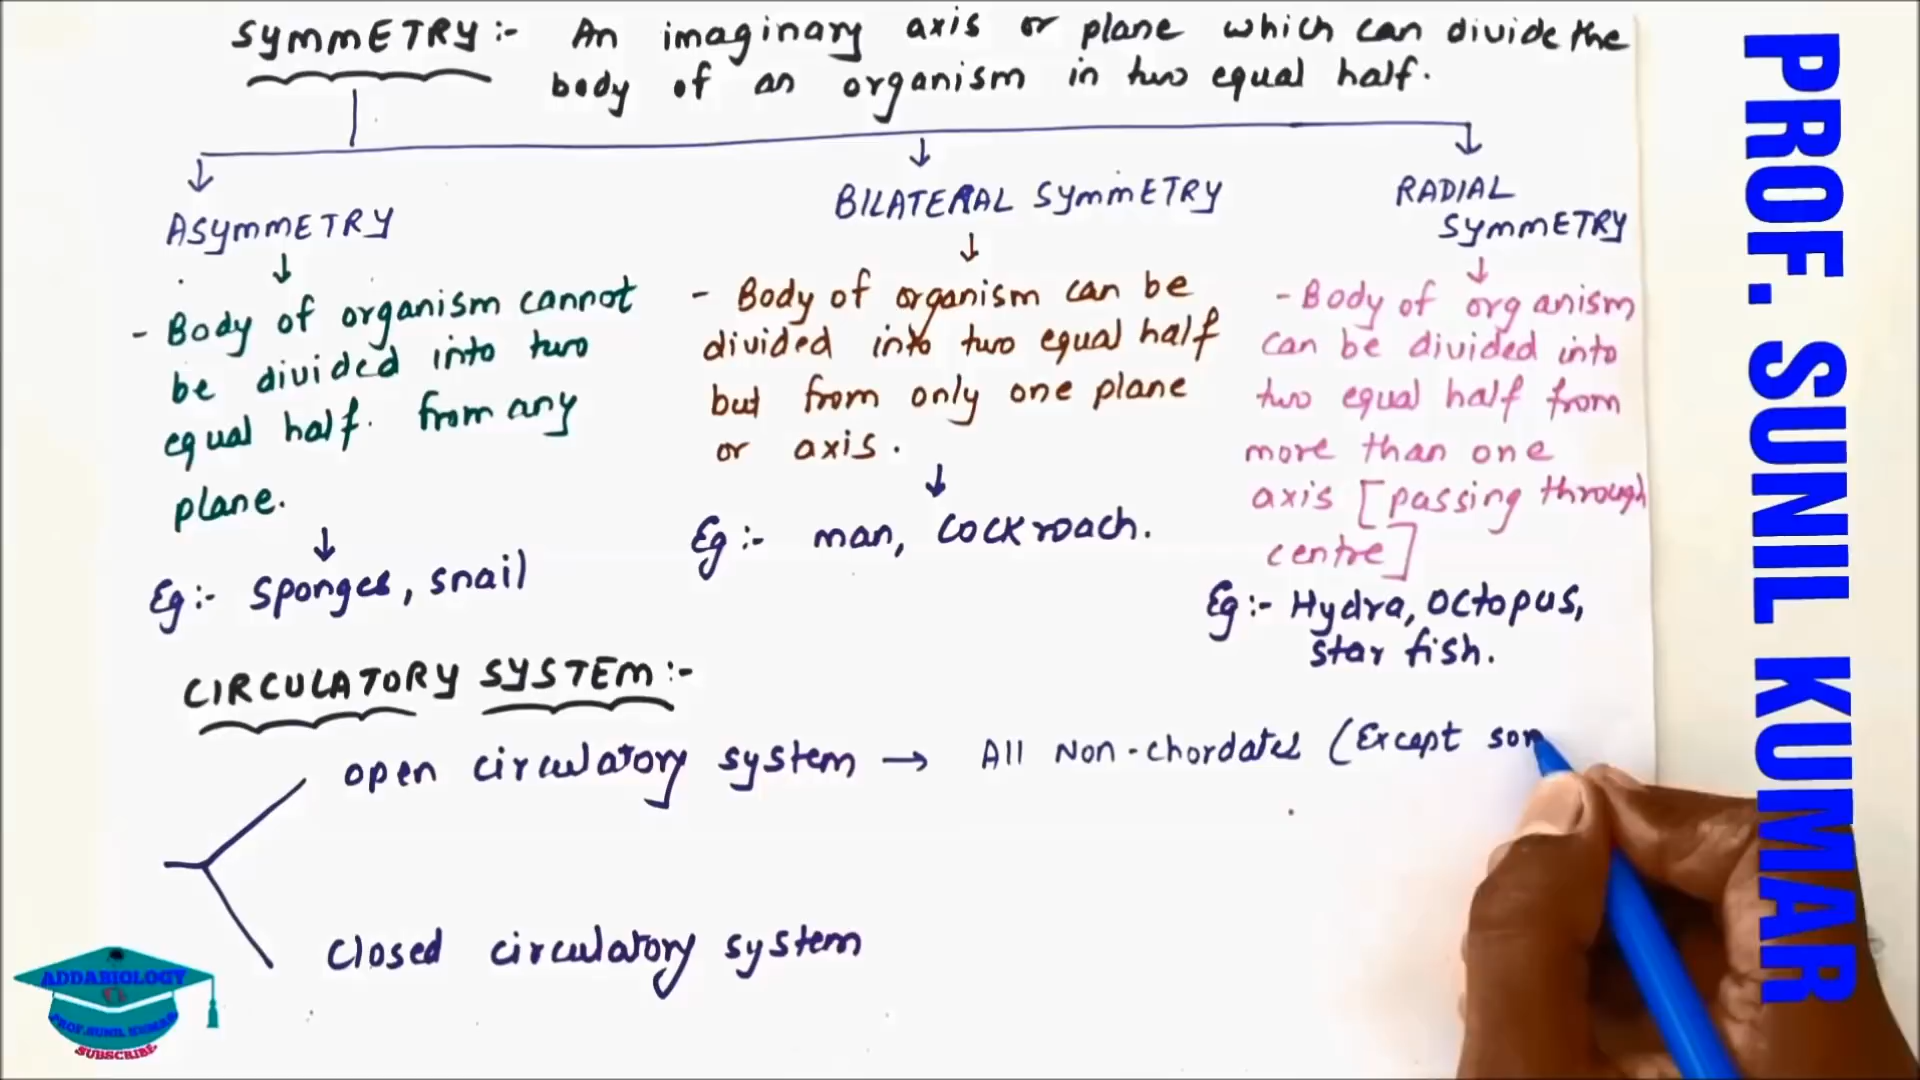 SYMMETRY :- An imaginary axis or plane which can divide the
body of an organism in two equal half.
ASYMMETRY
- Body of organism cannot
be divided into two
equal half. from any
plane.
Eg :- sponges, snail
BILATERAL SYMMETRY
- Body of organism can be
divided into two equal half
but from only one plane
or axis.
Eg :- man, cockroach.
RADIAL
SYMMETRY
- Body of organism
can be divided into
two equal half from
more than one
axis [passing through
centre]
Eg :- Hydra, octopus,
star fish.
CIRCULATORY SYSTEM :-
open circulatory system → All Non-chordates (Except som
closed circulatory system
PROF. SUNIL KUMAR
ADDABIOLOGY
PROF.SUNIL KUMAR
SUBSCRIBE